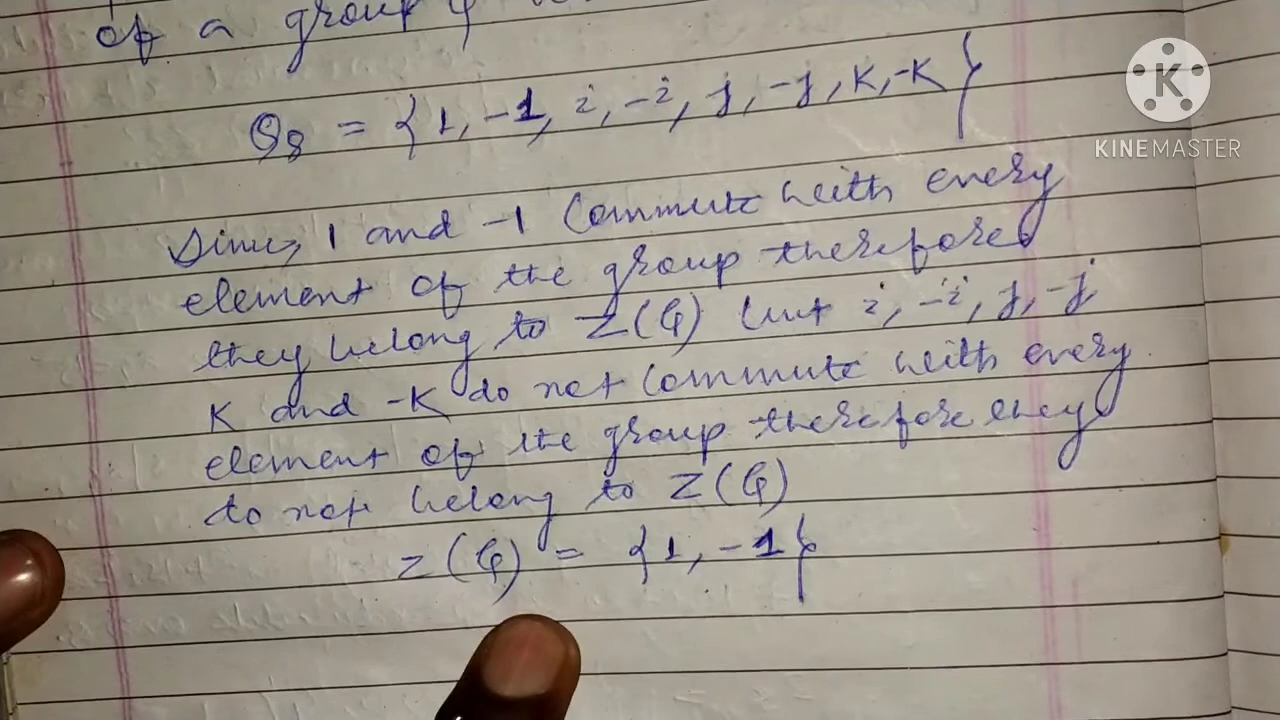 of a group G
Q8 = {1, -1, i, -i, j, -j, K, -K}
K
KINEMASTER
Since, 1 and -1 Commute with every
element of the group therefore
they belong to Z(G) but i, -i, j, -j
K and -K do not Commute with every
element of the group therefore they
do not belong to Z(G)
Z(G) = {1, -1}